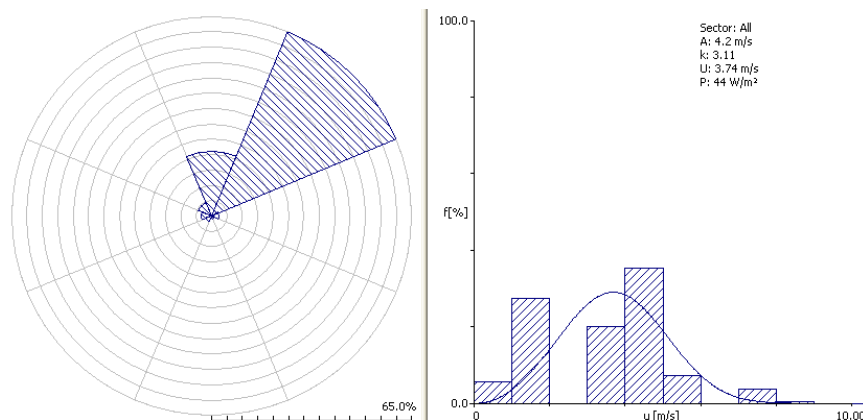 65.0%
100.0
Sector: All
A: 4.2 m/s
k: 3.11
U: 3.74 m/s
P: 44 W/m²
f[%]
0.0
0
u [m/s]
10.00